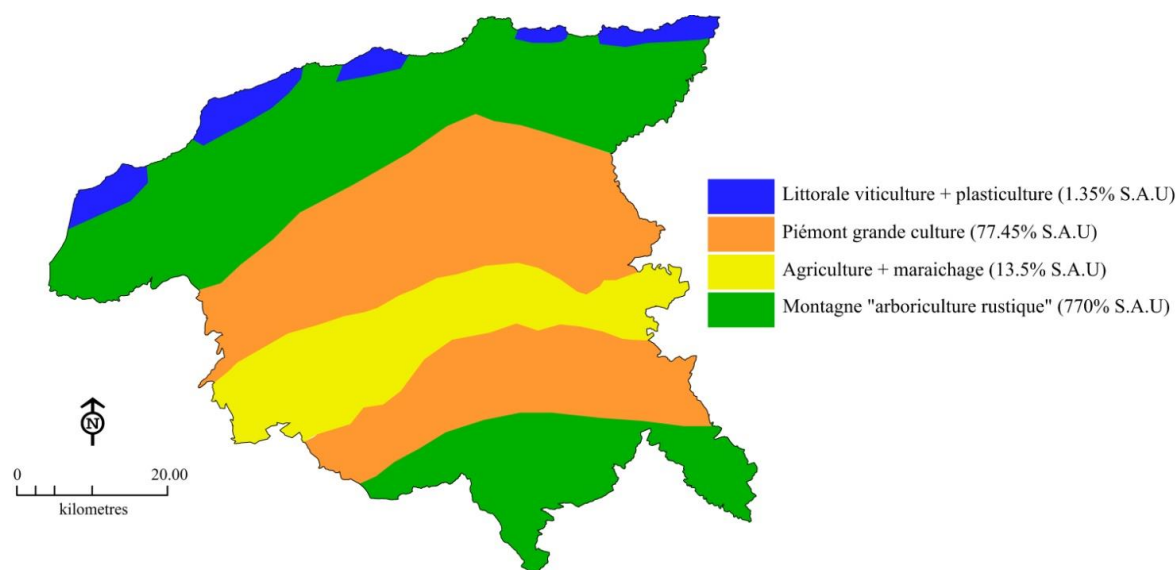 Littorale viticulture + plasticulture (1.35% S.A.U)
Piémont grande culture (77.45% S.A.U)
Agriculture + maraichage (13.5% S.A.U)
Montagne "arboriculture rustique" (770% S.A.U)
N
0 20.00
kilometres